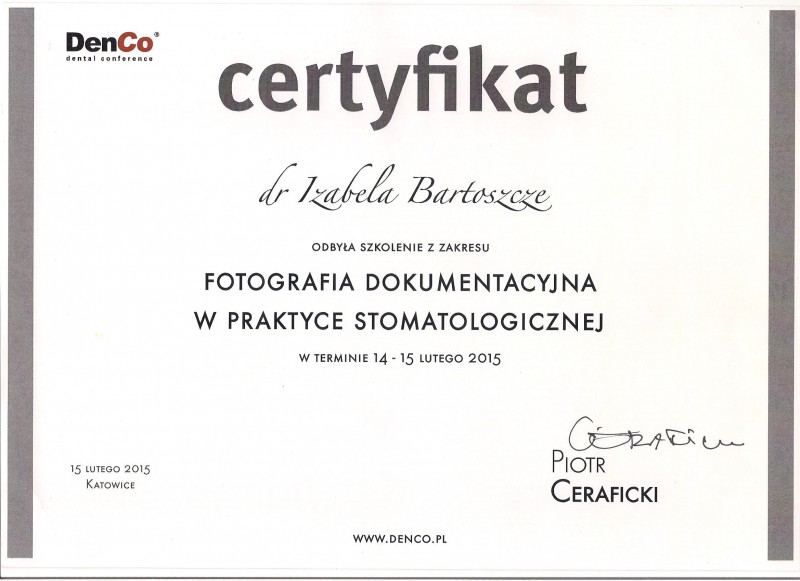 DenCo®
dental conference
certyfikat
dr Izabela Bartoszcze
ODBYŁA SZKOLENIE Z ZAKRESU
FOTOGRAFIA DOKUMENTACYJNA
W PRAKTYCE STOMATOLOGICZNEJ
W TERMINIE 14 - 15 LUTEGO 2015
15 LUTEGO 2015
KATOWICE
PIOTR
CERAFICKI
WWW.DENCO.PL